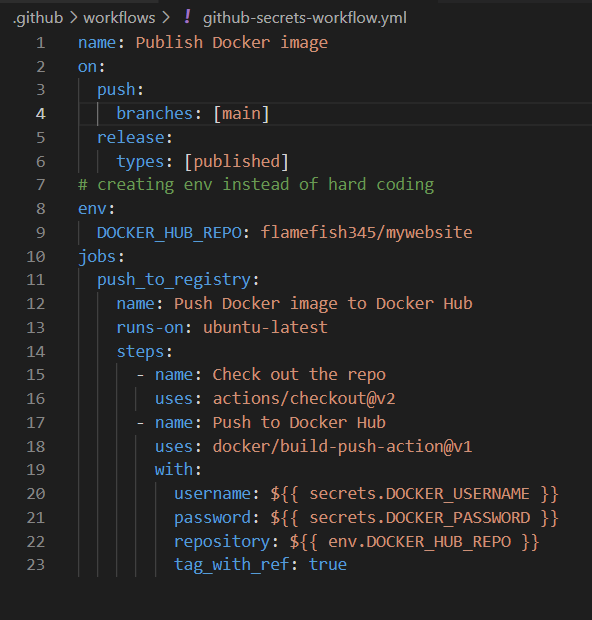 .github > workflows > ! github-secrets-workflow.yml
1 name: Publish Docker image
2 on:
3   push:
4     branches: [main]
5   release:
6     types: [published]
7 # creating env instead of hard coding
8 env:
9   DOCKER_HUB_REPO: flamefish345/mywebsite
10 jobs:
11   push_to_registry:
12     name: Push Docker image to Docker Hub
13     runs-on: ubuntu-latest
14     steps:
15       - name: Check out the repo
16         uses: actions/checkout@v2
17       - name: Push to Docker Hub
18         uses: docker/build-push-action@v1
19         with:
20           username: ${{ secrets.DOCKER_USERNAME }}
21           password: ${{ secrets.DOCKER_PASSWORD }}
22           repository: ${{ env.DOCKER_HUB_REPO }}
23           tag_with_ref: true